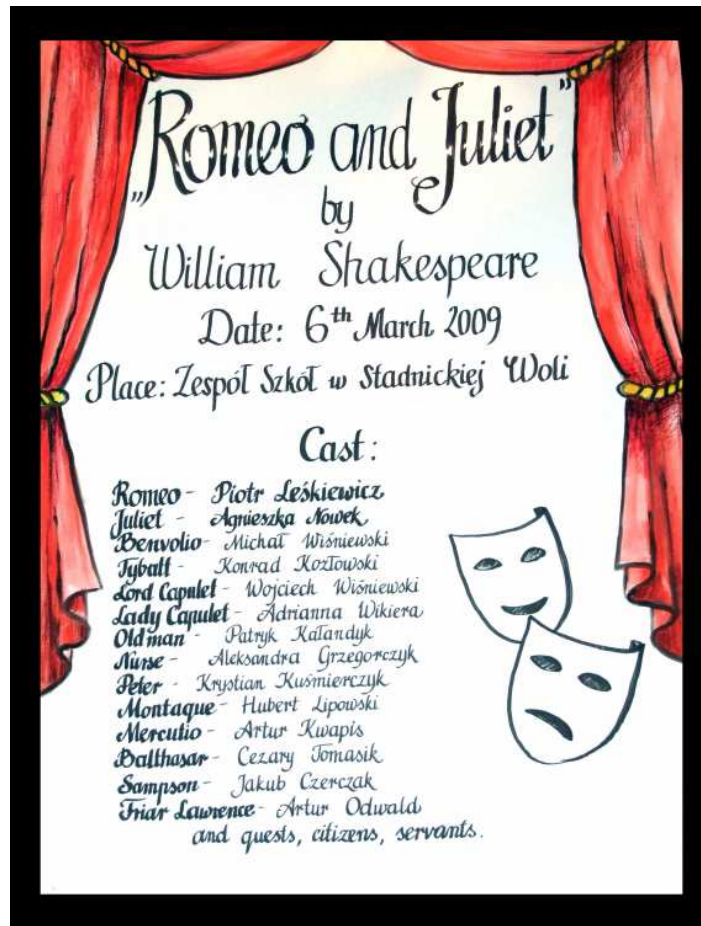 „Romeo and Juliet”
by
William Shakespeare
Date: 6th March 2009
Place: Zespół Szkół w Stadnickiej Woli
Cast:
Romeo - Piotr Leśkiewicz
Juliet - Agnieszka Nowek
Benvolio - Michał Wiśniewski
Tybalt - Konrad Kozłowski
Lord Capulet - Wojciech Wiśniewski
Lady Capulet - Adrianna Wikiera
Old man - Patryk Kałandyk
Nurse - Aleksandra Grzegorczyk
Peter - Krystian Kuśmierczyk
Montaque - Hubert Lipowski
Mercutio - Artur Kwapis
Balthasar - Cezary Tomasik
Sampson - Jakub Czerczak
Friar Lawrence - Artur Odwald
and quests, citizens, servants.